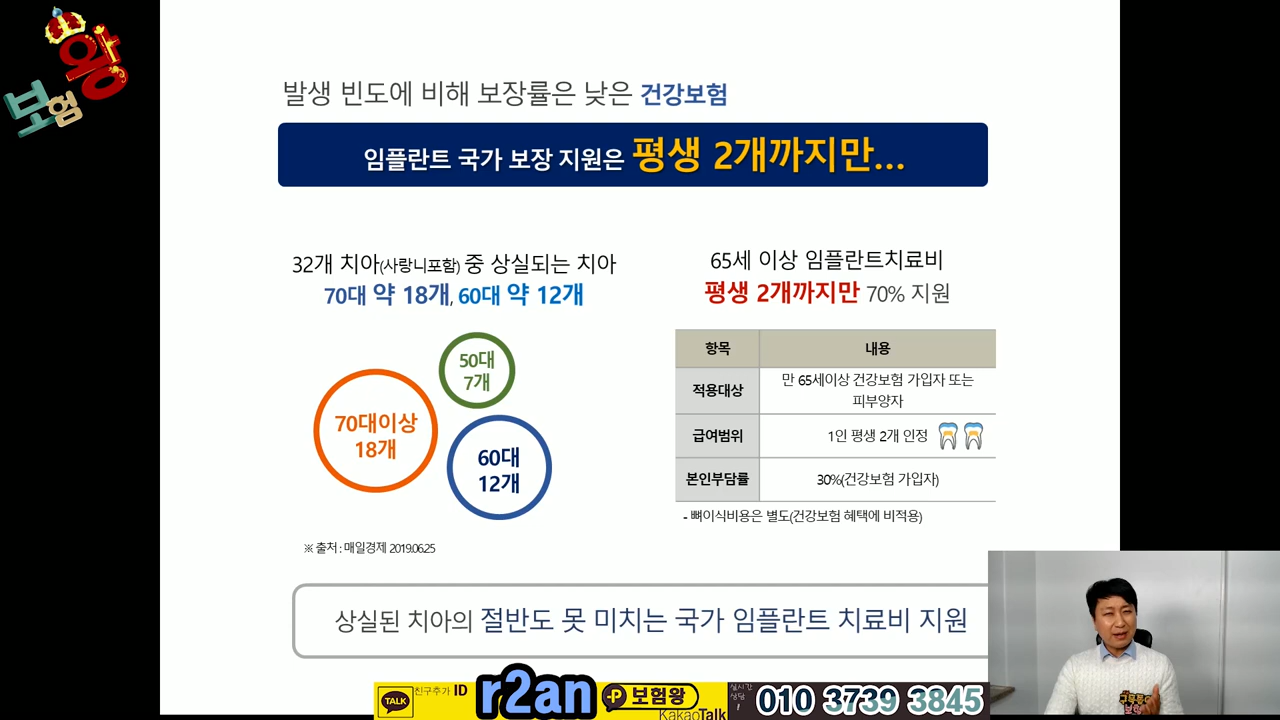 보험왕
발생 빈도에 비해 보장률은 낮은 건강보험
임플란트 국가 보장 지원은 평생 2개까지만...
32개 치아(사랑니포함) 중 상실되는 치아
70대 약 18개, 60대 약 12개
50대
7개
70대이상
18개
60대
12개
※ 출처 : 매일경제 2019.06.25
65세 이상 임플란트치료비
평생 2개까지만 70% 지원
항목 내용
적용대상 만 65세이상 건강보험 가입자 또는
피부양자
급여범위 1인 평생 2개 인정
본인부담률 30%(건강보험 가입자)
- 뼈이식비용은 별도(건강보험 혜택에 비적용)
상실된 치아의 절반도 못 미치는 국가 임플란트 치료비 지원
TALK 친구추가 ID r2an P 보험왕 KakaoTalk
실시간
상담
! 010 3739 3845